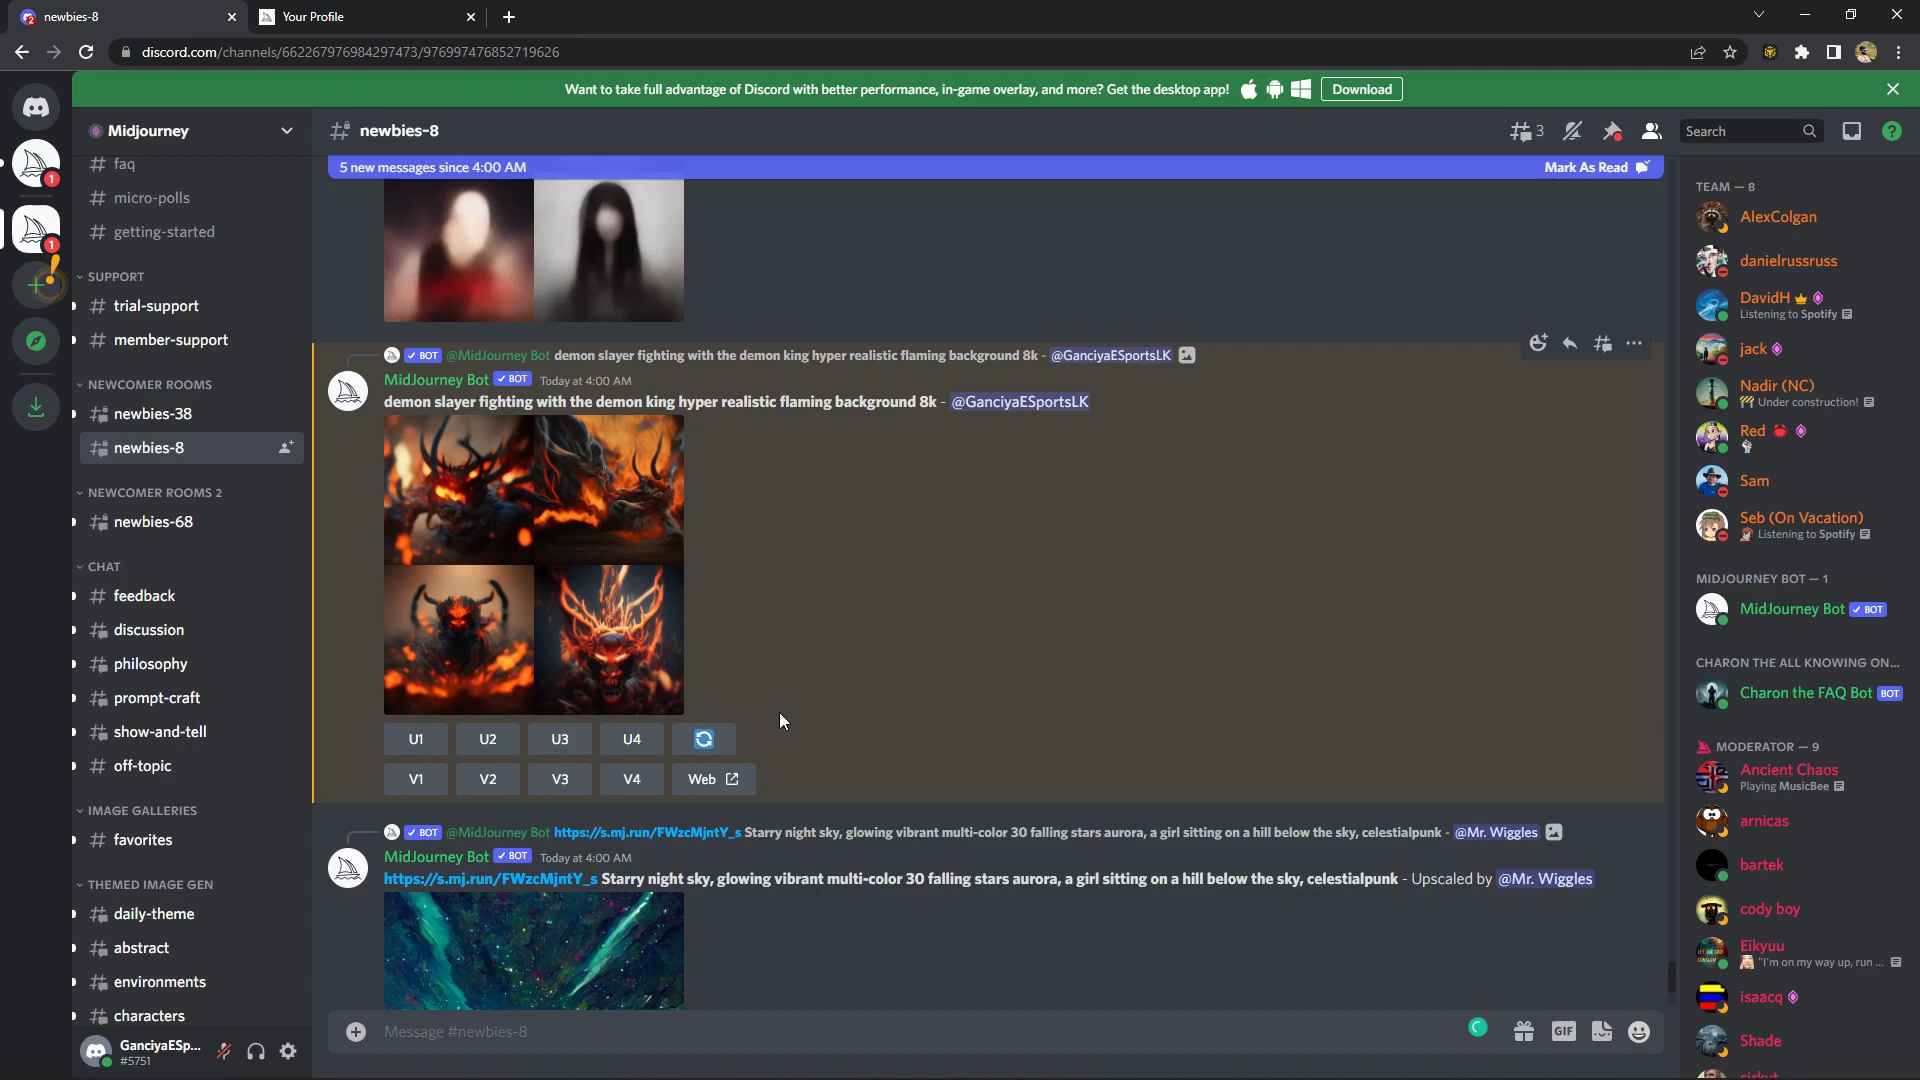 newbies-8
Your Profile
discord.com/channels/662267976984297473/976997476852719626
Want to take full advantage of Discord with better performance, in-game overlay, and more? Get the desktop app!
Download
Midjourney
newbies-8
3
Search
1
1
faq
micro-polls
getting-started
SUPPORT
trial-support
member-support
NEWCOMER ROOMS
newbies-38
newbies-8
NEWCOMER ROOMS 2
newbies-68
CHAT
feedback
discussion
philosophy
prompt-craft
show-and-tell
off-topic
IMAGE GALLERIES
favorites
THEMED IMAGE GEN
daily-theme
abstract
environments
characters
GanciyaESp...
#5751
5 new messages since 4:00 AM
Mark As Read
BOT @MidJourney Bot demon slayer fighting with the demon king hyper realistic flaming background 8k - @GanciyaESportsLK
MidJourney Bot BOT Today at 4:00 AM
demon slayer fighting with the demon king hyper realistic flaming background 8k - @GanciyaESportsLK
U1 U2 U3 U4
V1 V2 V3 V4 Web
BOT @MidJourney Bot https://s.mj.run/FWzcMjntY_s Starry night sky, glowing vibrant multi-color 30 falling stars aurora, a girl sitting on a hill below the sky, celestialpunk - @Mr. Wiggles
MidJourney Bot BOT Today at 4:00 AM
https://s.mj.run/FWzcMjntY_s Starry night sky, glowing vibrant multi-color 30 falling stars aurora, a girl sitting on a hill below the sky, celestialpunk - Upscaled by @Mr. Wiggles
Message #newbies-8
GIF
TEAM — 8
AlexColgan
danielrussruss
DavidH
Listening to Spotify
jack
Nadir (NC)
Under construction!
Red
Sam
Seb (On Vacation)
Listening to Spotify
MIDJOURNEY BOT — 1
MidJourney Bot BOT
CHARON THE ALL KNOWING ON...
Charon the FAQ Bot BOT
MODERATOR — 9
Ancient Chaos
Playing MusicBee
arnicas
bartek
cody boy
Eikyuu
"I'm on my way up, run ...
isaacq
Shade